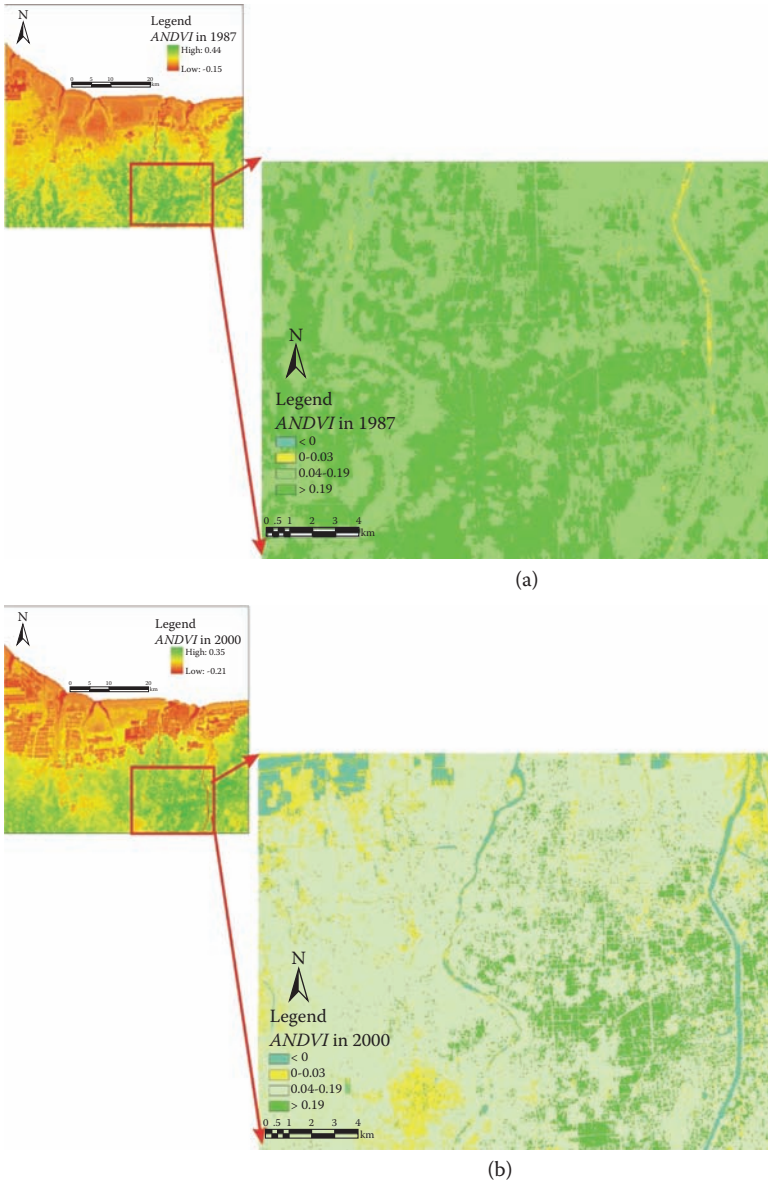 N
Legend
ANDVI in 1987
High: 0.44
Low: -0.15
0 5 10 20
km
N
Legend
ANDVI in 1987
< 0
0-0.03
0.04-0.19
> 0.19
0 .5 1 2 3 4
km
(a)
N
Legend
ANDVI in 2000
High: 0.35
Low: -0.21
0 5 10 20
km
N
Legend
ANDVI in 2000
< 0
0-0.03
0.04-0.19
> 0.19
0 .5 1 2 3 4
km
(b)